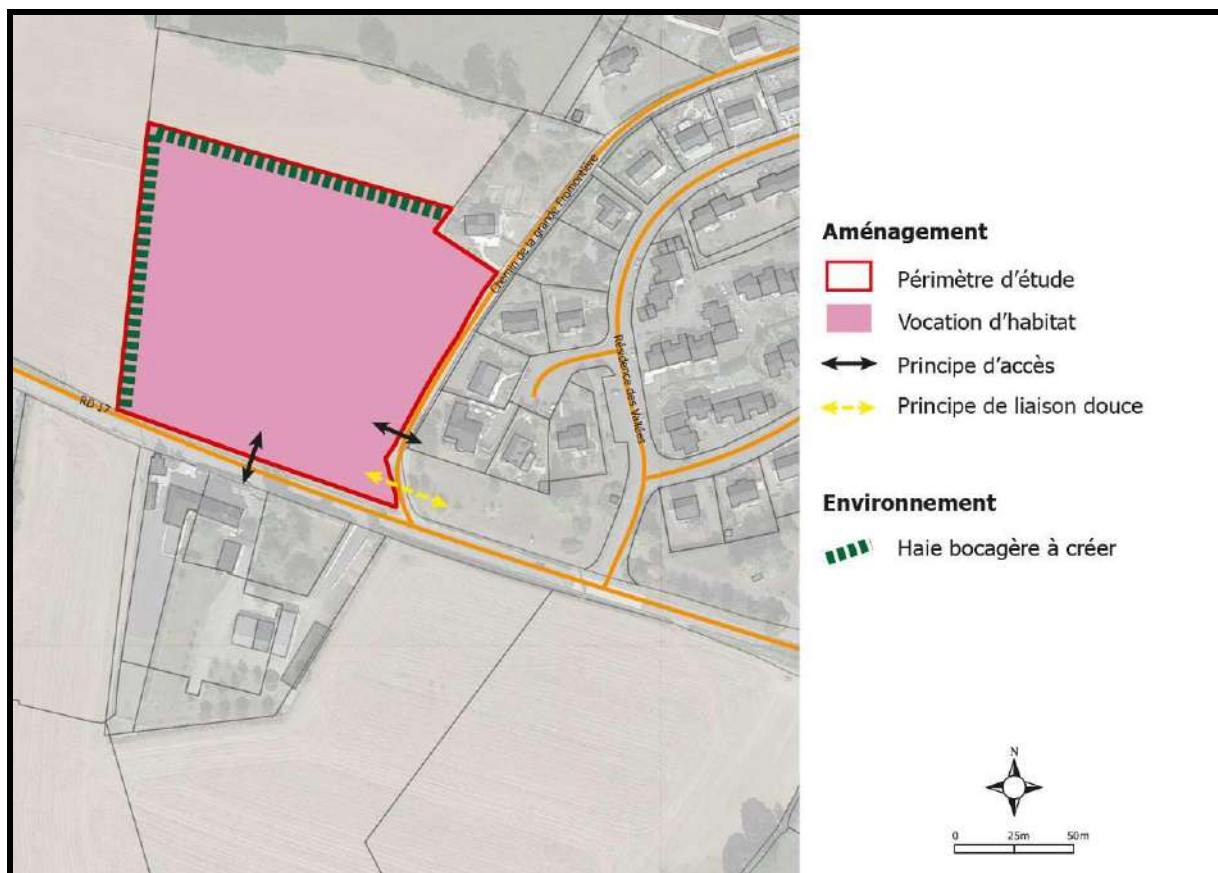 Chemin de la grande Fromontière
Résidence des Vallées
RD 17
Aménagement
Périmètre d'étude
Vocation d'habitat
Principe d'accès
Principe de liaison douce
Environnement
Haie bocagère à créer
N
0 25m 50m